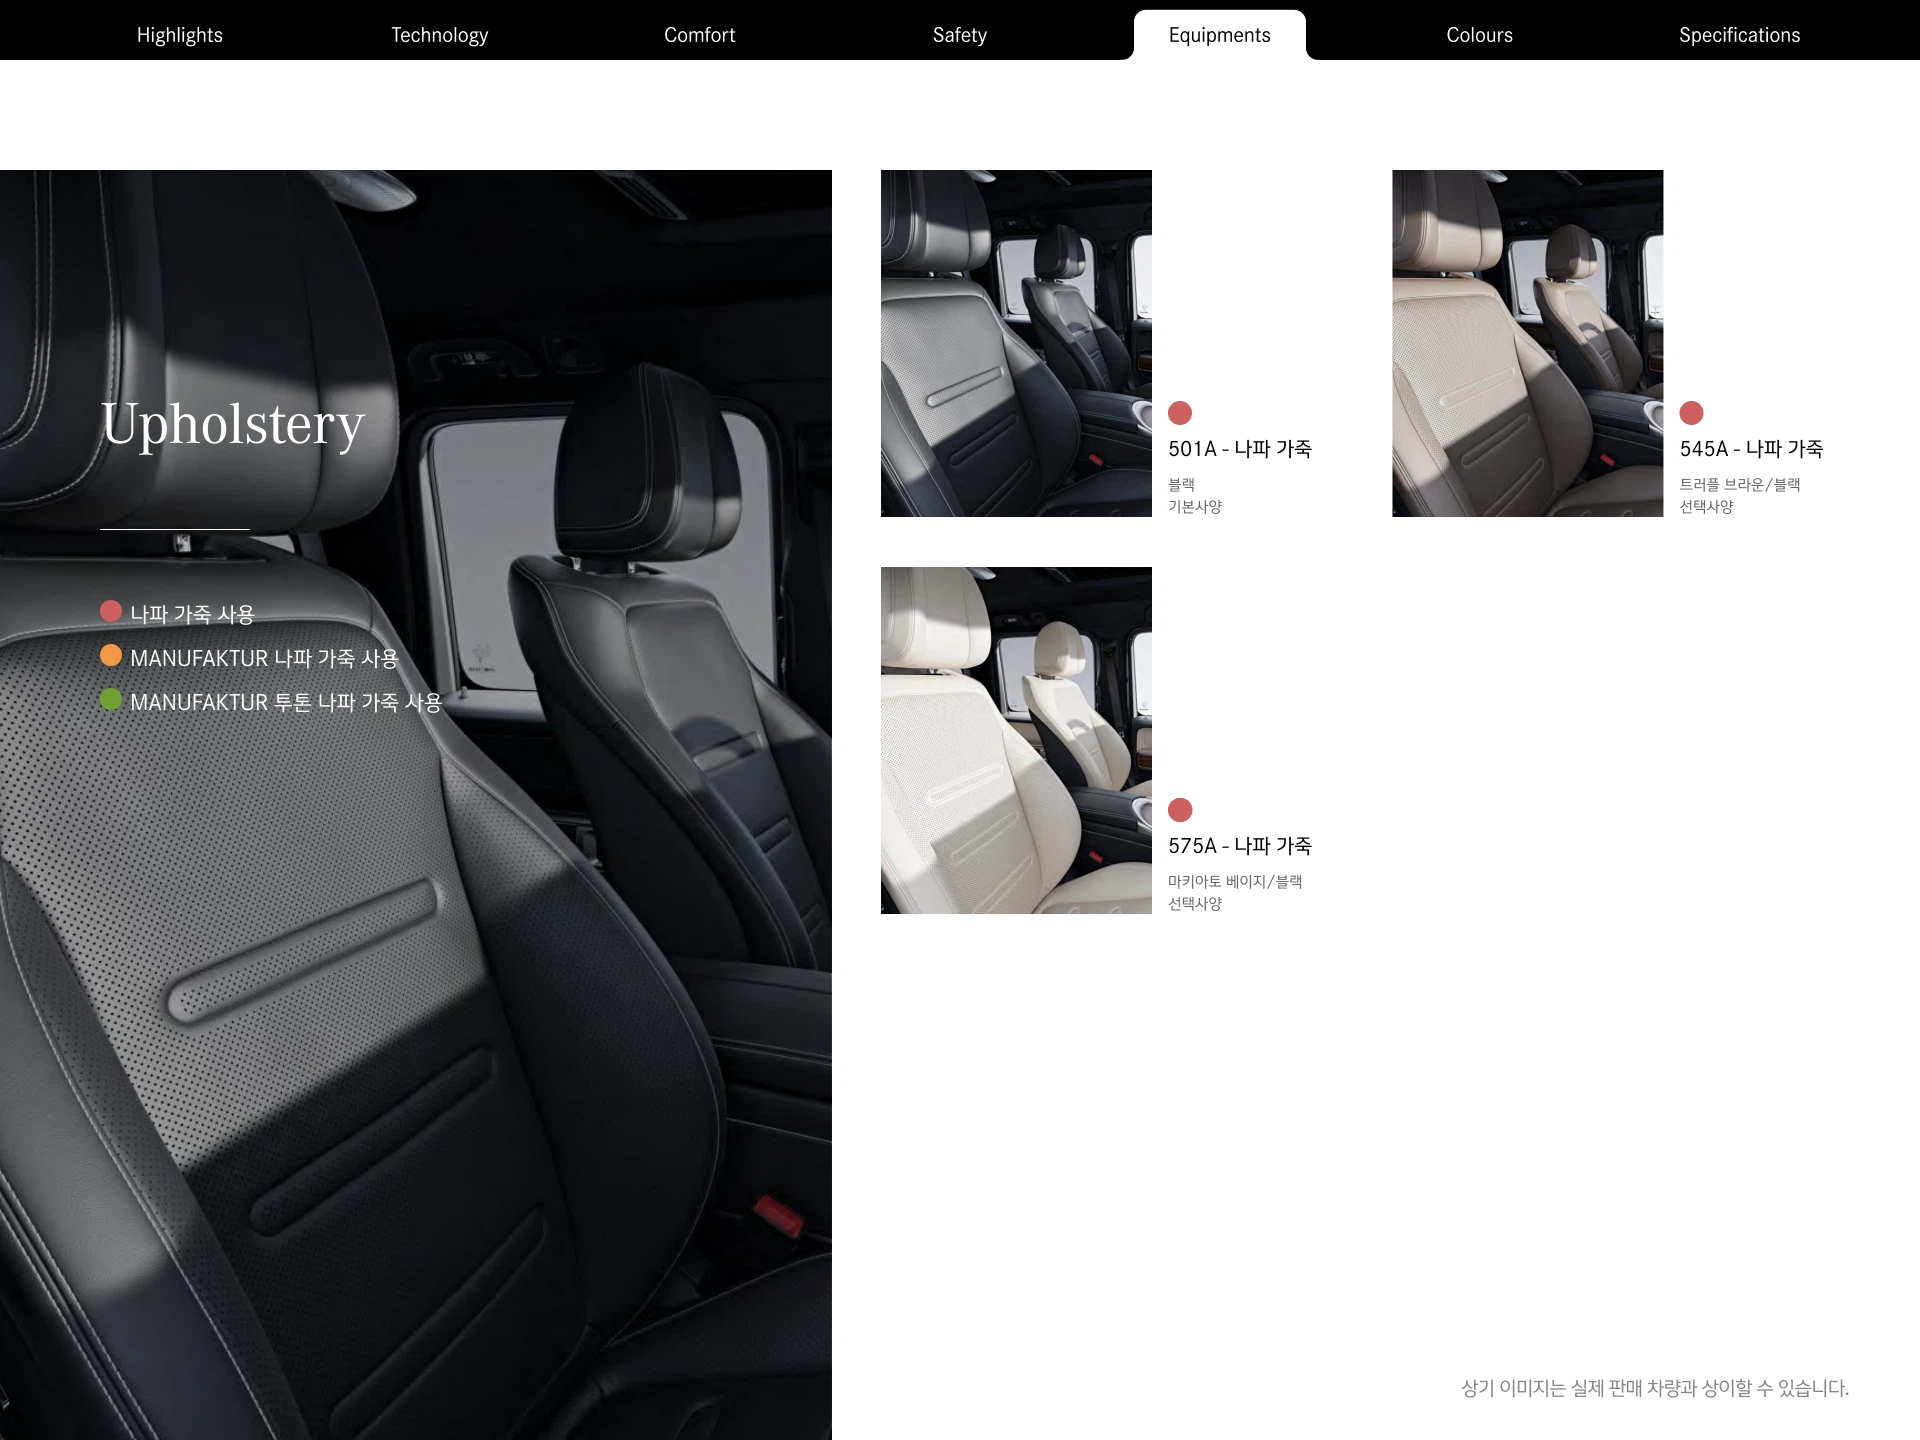 Highlights
Technology
Comfort
Safety
Equipments
Colours
Specifications
Upholstery
나파 가죽 사용
MANUFAKTUR 나파 가죽 사용
MANUFAKTUR 투톤 나파 가죽 사용
501A - 나파 가죽
블랙
기본사양
545A - 나파 가죽
트러플 브라운/블랙
선택사양
575A - 나파 가죽
마키아토 베이지/블랙
선택사양
상기 이미지는 실제 판매 차량과 상이할 수 있습니다.